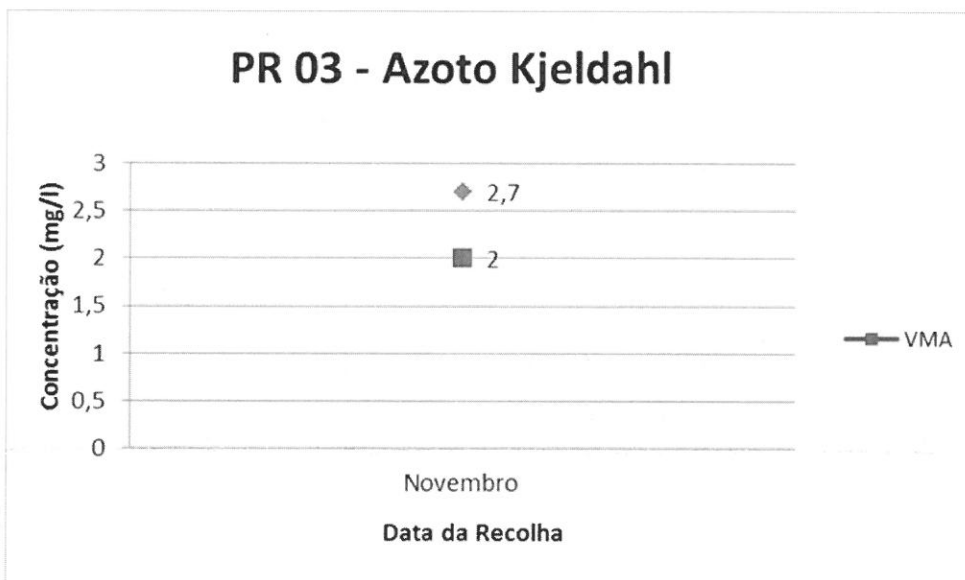 PR 03 - Azoto Kjeldahl
Concentração (mg/l)
3
2,5
2
1,5
1
0,5
0
2,7
2
VMA
Novembro
Data da Recolha